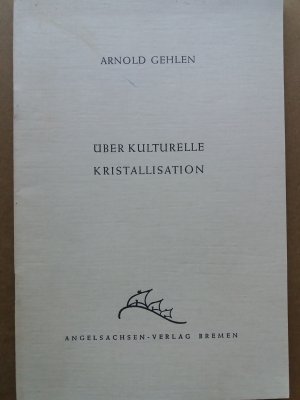 ARNOLD GEHLEN
ÜBER KULTURELLE
KRISTALLISATION
ANGELSACHSEN-VERLAG BREMEN